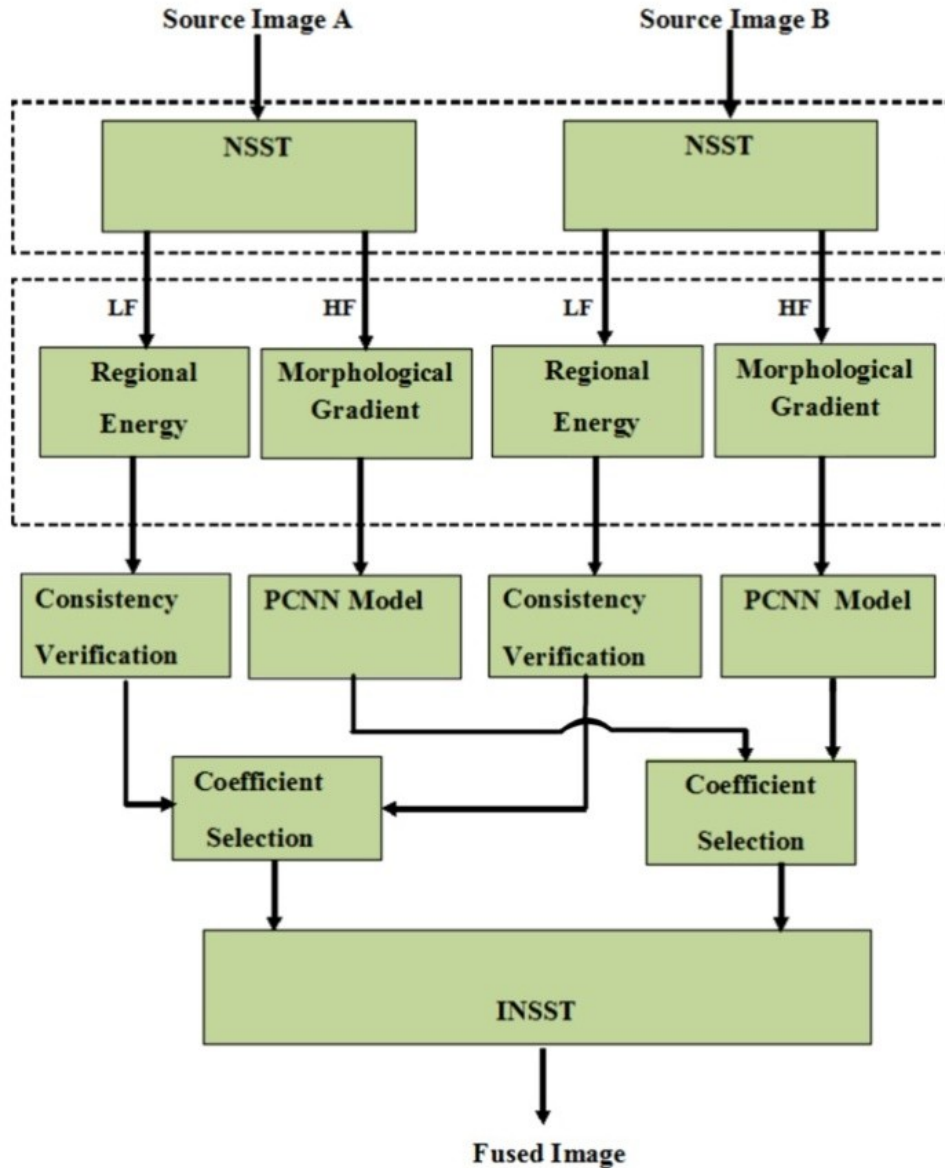 Source Image A
Source Image B
NSST
NSST
LF
HF
LF
HF
Regional
Energy
Morphological
Gradient
Regional
Energy
Morphological
Gradient
Consistency
Verification
PCNN Model
Consistency
Verification
PCNN Model
Coefficient
Selection
Coefficient
Selection
INSST
Fused Image